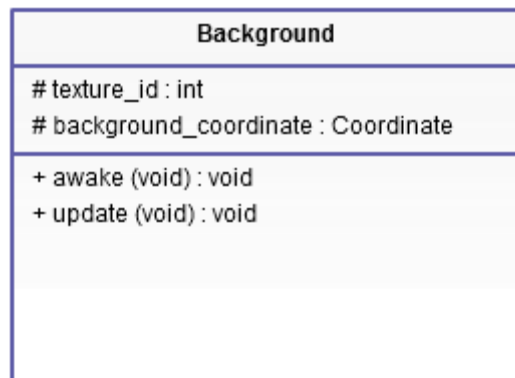 Background
# texture_id : int
# background_coordinate : Coordinate
+ awake (void) : void
+ update (void) : void